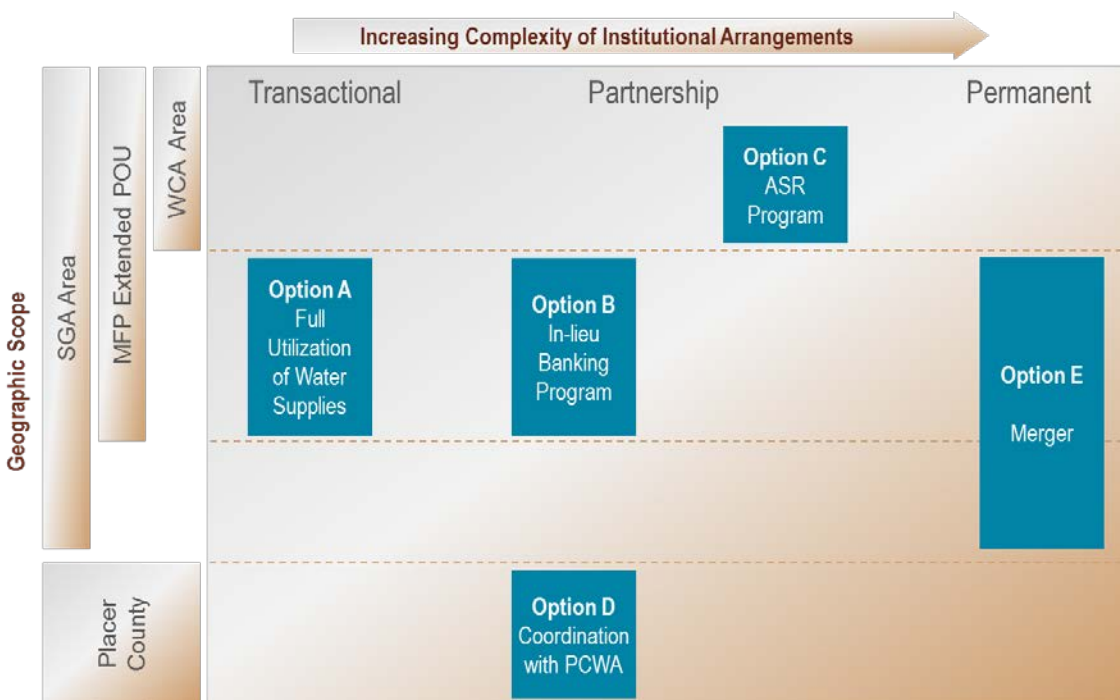 Increasing Complexity of Institutional Arrangements
Transactional
Partnership
Permanent
Geographic Scope
SGA Area
MFP Extended POU
WCA Area
Option C
ASR
Program
Option A
Full
Utilization
of Water
Supplies
Option B
In-lieu
Banking
Program
Option E
Merger
Placer
County
Option D
Coordination
with PCWA